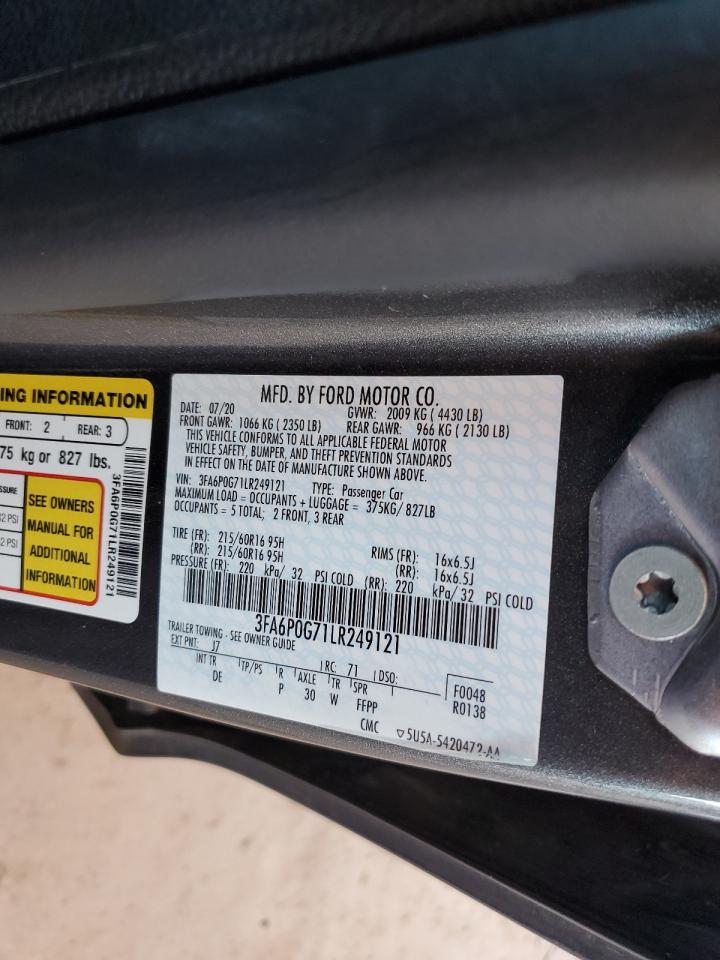 ING INFORMATION
FRONT: 2 REAR: 3
75 kg or 827 lbs.
SSURE
2 PSI
2 PSI
SEE OWNERS
MANUAL FOR
ADDITIONAL
INFORMATION
3FA6P0G71LR249121
MFD. BY FORD MOTOR CO.
DATE: 07/20 GVWR: 2009 KG ( 4430 LB)
FRONT GAWR: 1066 KG ( 2350 LB) REAR GAWR: 966 KG ( 2130 LB)
THIS VEHICLE CONFORMS TO ALL APPLICABLE FEDERAL MOTOR
VEHICLE SAFETY, BUMPER, AND THEFT PREVENTION STANDARDS
IN EFFECT ON THE DATE OF MANUFACTURE SHOWN ABOVE.
VIN: 3FA6P0G71LR249121 TYPE: Passenger Car
MAXIMUM LOAD = OCCUPANTS + LUGGAGE = 375KG/ 827LB
OCCUPANTS = 5 TOTAL; 2 FRONT, 3 REAR
TIRE (FR): 215/60R16 95H RIMS (FR): 16x6.5J
(RR): 215/60R16 95H (RR): 16x6.5J
PRESSURE (FR): 220 kPa/ 32 PSI COLD (RR): 220 kPa/ 32 PSI COLD
3FA6P0G71LR249121
TRAILER TOWING - SEE OWNER GUIDE
EXT PNT: J7 RC: 71 DSO:
INT TR TP/PS R AXLE TR SPR F0048
DE P 30 W FFPP R0138
CMC ▽5U5A-5420472-AA